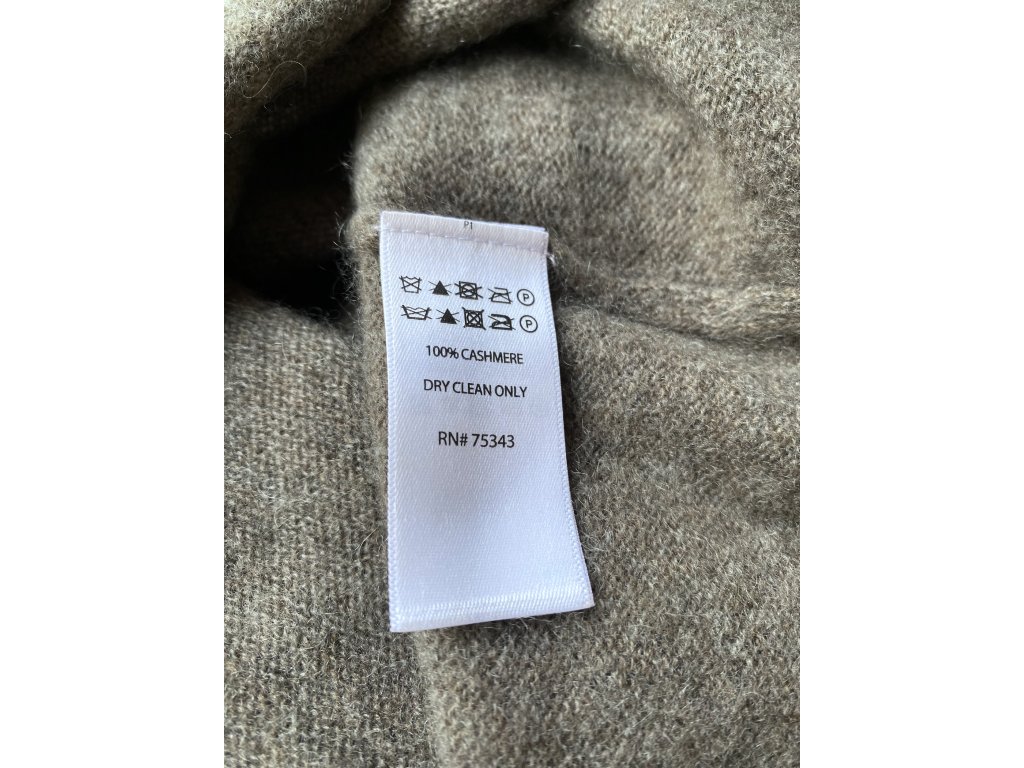 P1
Ⓟ
Ⓟ
100% CASHMERE
DRY CLEAN ONLY
RN# 75343